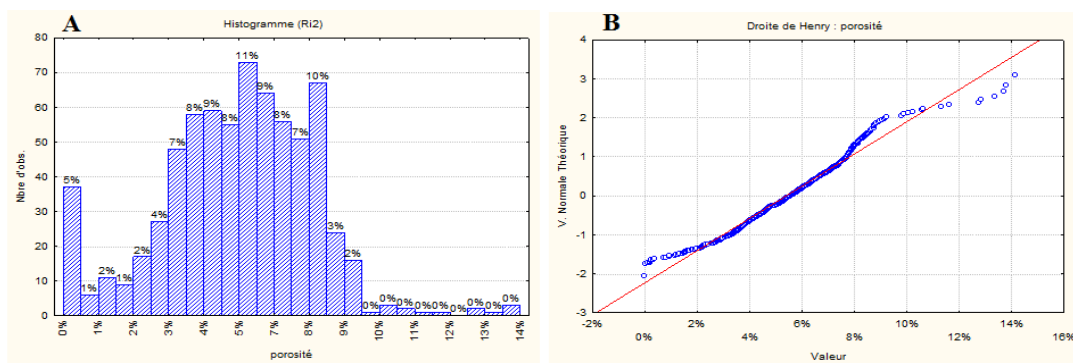 A
Histogramme (Ri2)
80
70
60
50
40
30
20
10
0
Nbre d'obs.
5% 1% 2% 1% 2% 4% 7% 8% 9% 8% 11% 9% 8% 7% 10% 3% 2% 0% 0% 0% 0% 0% 0% 0% 0% 0%
0% 1% 2% 3% 4% 5% 7% 8% 9% 10% 11% 12% 13% 14%
porosité
B
Droite de Henry : porosité
4
3
2
1
0
-1
-2
-3
V. Normale Théorique
-2% 2% 6% 10% 14%
0% 4% 8% 12% 16%
Valeur